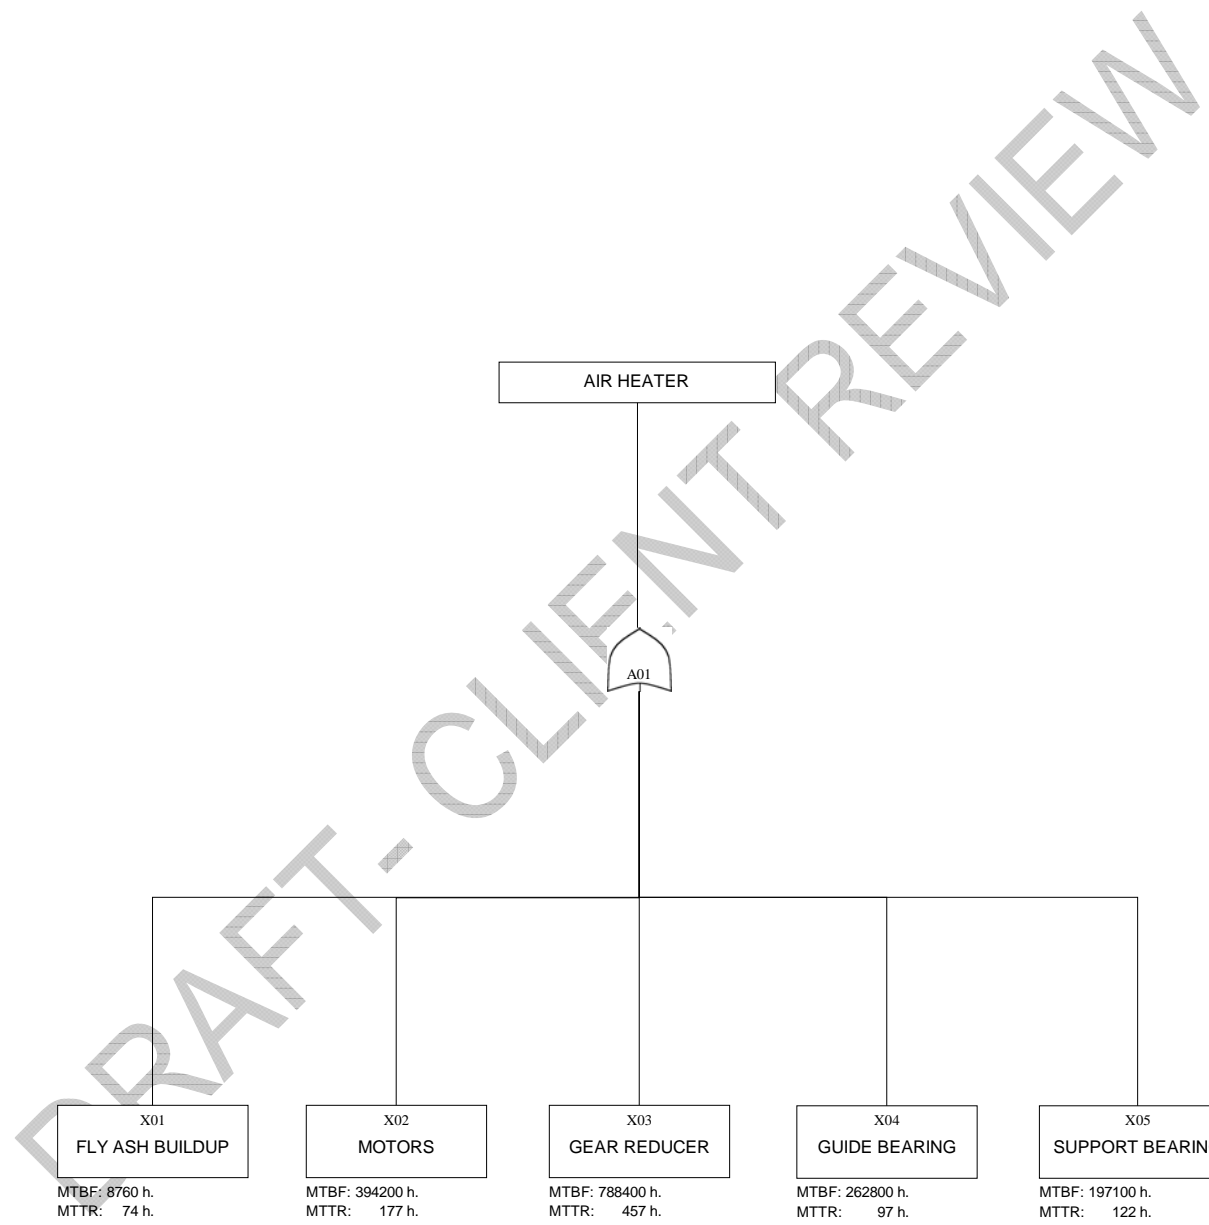 DRAFT- CLIENT REVIEW
AIR HEATER
A01
X01
FLY ASH BUILDUP
MTBF: 8760 h.
MTTR: 74 h.
X02
MOTORS
MTBF: 394200 h.
MTTR: 177 h.
X03
GEAR REDUCER
MTBF: 788400 h.
MTTR: 457 h.
X04
GUIDE BEARING
MTBF: 262800 h.
MTTR: 97 h.
X05
SUPPORT BEARIN
MTBF: 197100 h.
MTTR: 122 h.